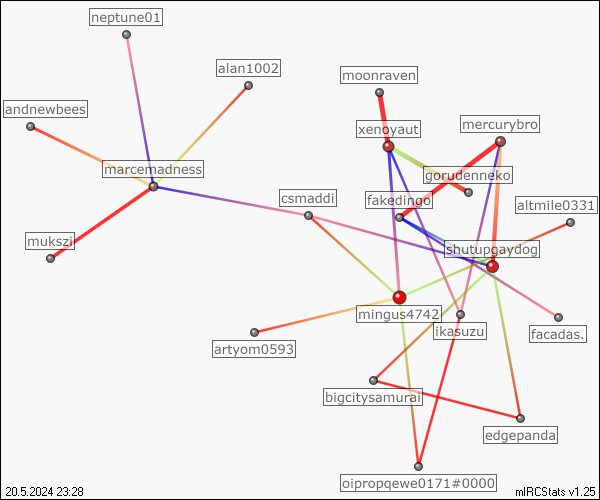 neptune01
alan1002
moonraven
andnewbees
xenoyaut
mercurybro
marcemadness
gorudenneko
csmaddi
fakedingo
altmile0331
mukszi
shutupgaydog
mingus4742
ikasuzu
facadas.
artyom0593
bigcitysamurai
edgepanda
oipropqewe0171#0000
20.5.2024 23:28
mIRCStats v1.25